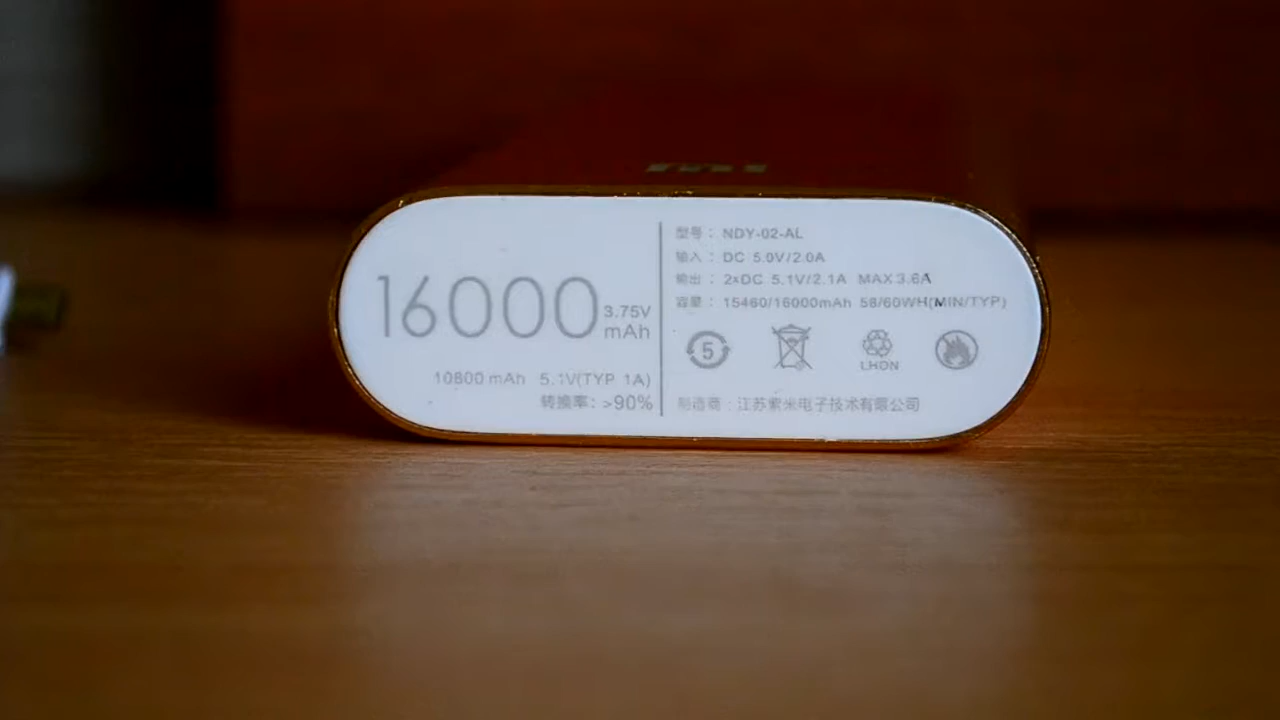 16000 3.75V mAh
10800 mAh 5.1V(TYP 1A)
转换率: >90%
型号： NDY-02-AL
输入： DC 5.0V/2.0A
输出： 2xDC 5.1V/2.1A MAX 3.6A
容量： 15460/16000mAh 58/60WH(MIN/TYP)
5
LHON
制造商：江苏紫米电子技术有限公司